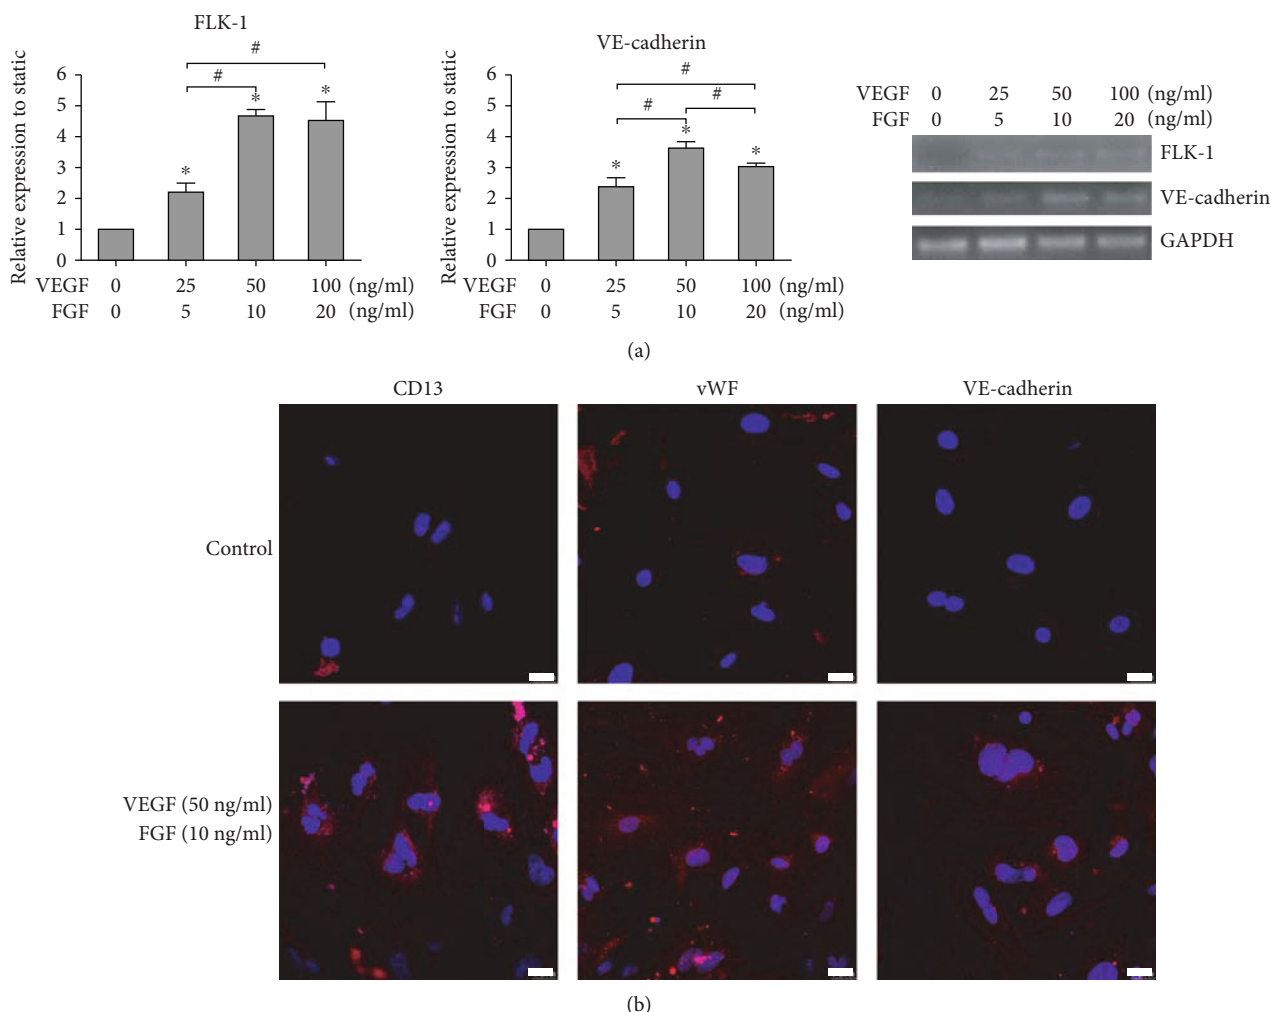 FLK-1
#
#
Relative expression to static
6
5
4
3
2
1
0
*
*
*
VEGF 0 25 50 100 (ng/ml)
FGF 0 5 10 20 (ng/ml)
VE-cadherin
#
#
#
Relative expression to static
6
5
4
3
2
1
0
*
*
*
VEGF 0 25 50 100 (ng/ml)
FGF 0 5 10 20 (ng/ml)
VEGF 0 25 50 100 (ng/ml)
FGF 0 5 10 20 (ng/ml)
FLK-1
VE-cadherin
GAPDH
(a)
CD13 vWF VE-cadherin
Control
VEGF (50 ng/ml)
FGF (10 ng/ml)
(b)